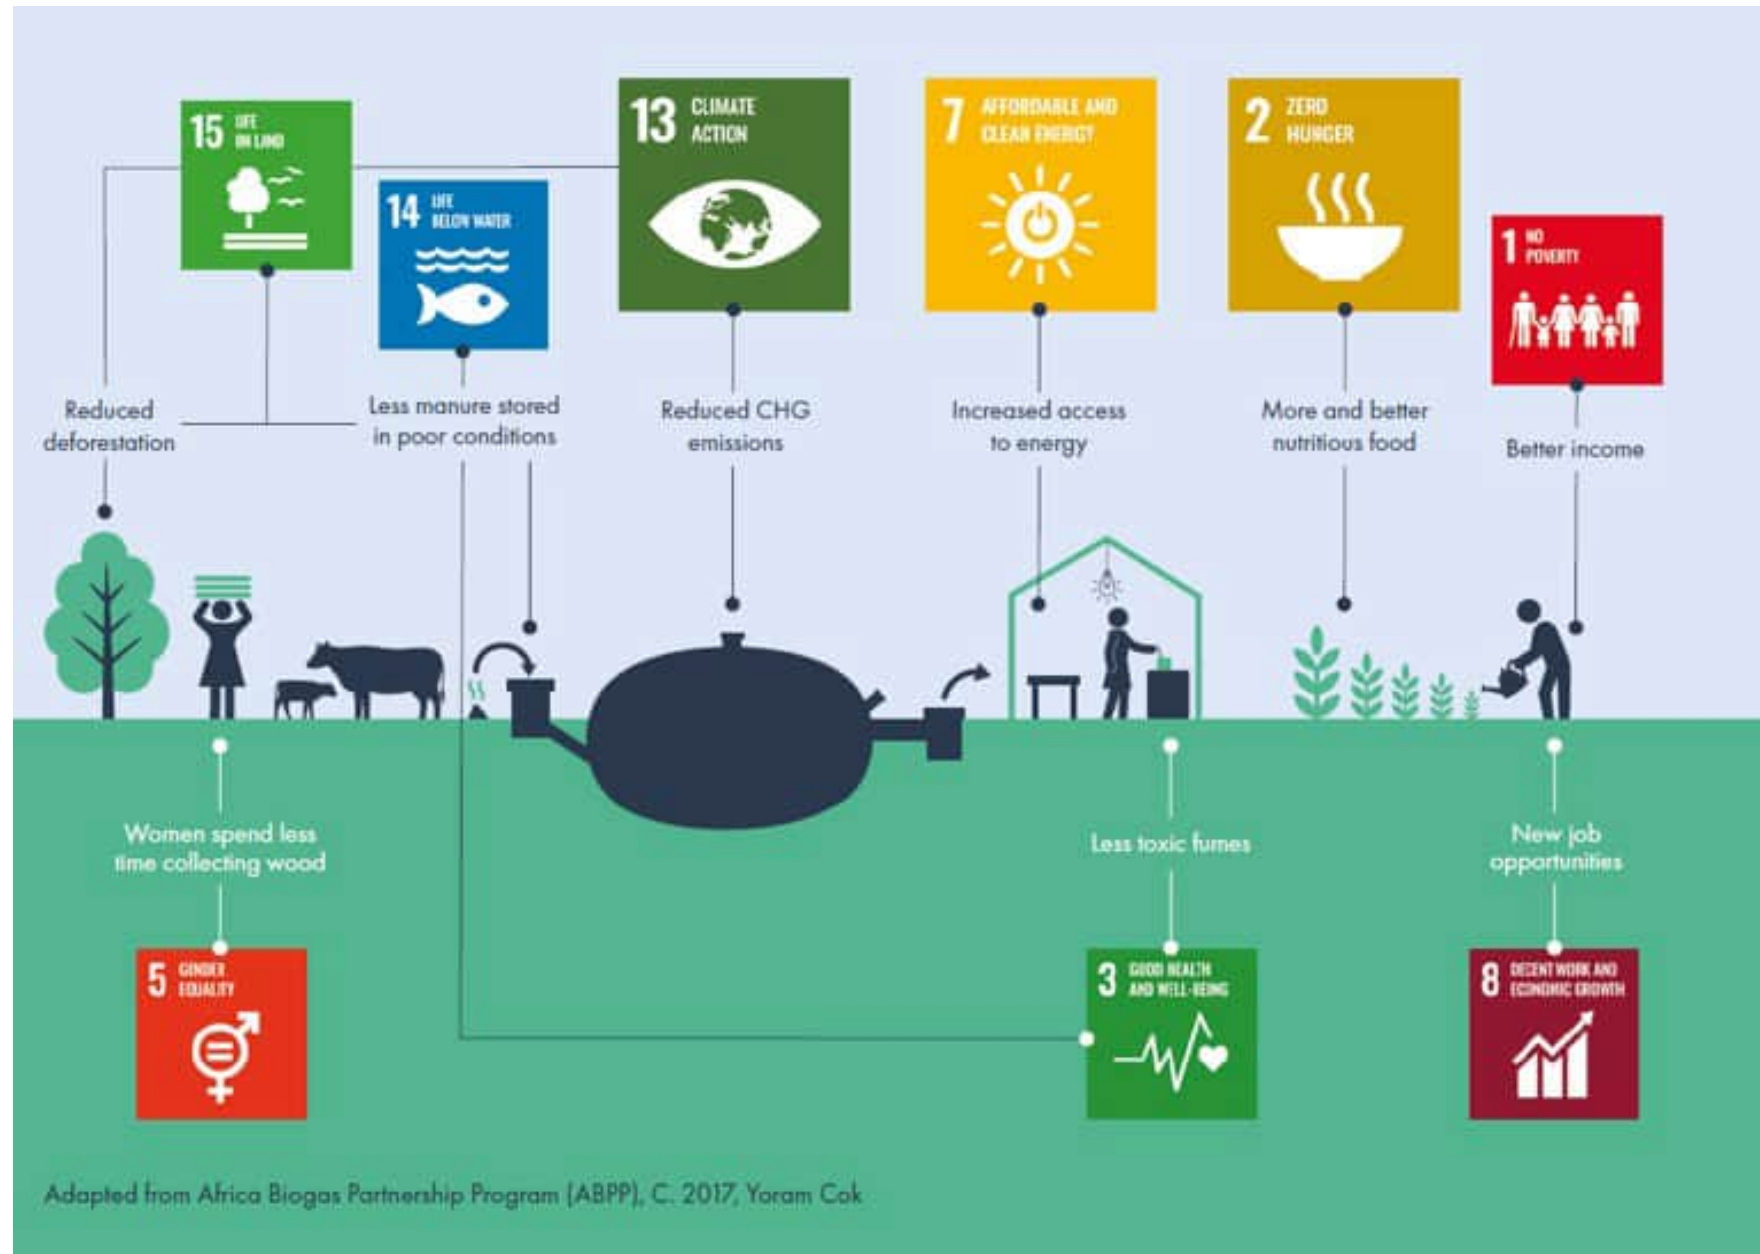 15 LIFE
ON LAND
14 LIFE
BELOW WATER
13 CLIMATE
ACTION
7 AFFORDABLE AND
CLEAN ENERGY
2 ZERO
HUNGER
1 NO
POVERTY
Reduced
deforestation
Less manure stored
in poor conditions
Reduced CHG
emissions
Increased access
to energy
More and better
nutritious food
Better income
Women spend less
time collecting wood
Less toxic fumes
New job
opportunities
5 GENDER
EQUALITY
3 GOOD HEALTH
AND WELL-BEING
8 DECENT WORK AND
ECONOMIC GROWTH
Adapted from Africa Biogas Partnership Program (ABPP), C. 2017, Yoram Cok